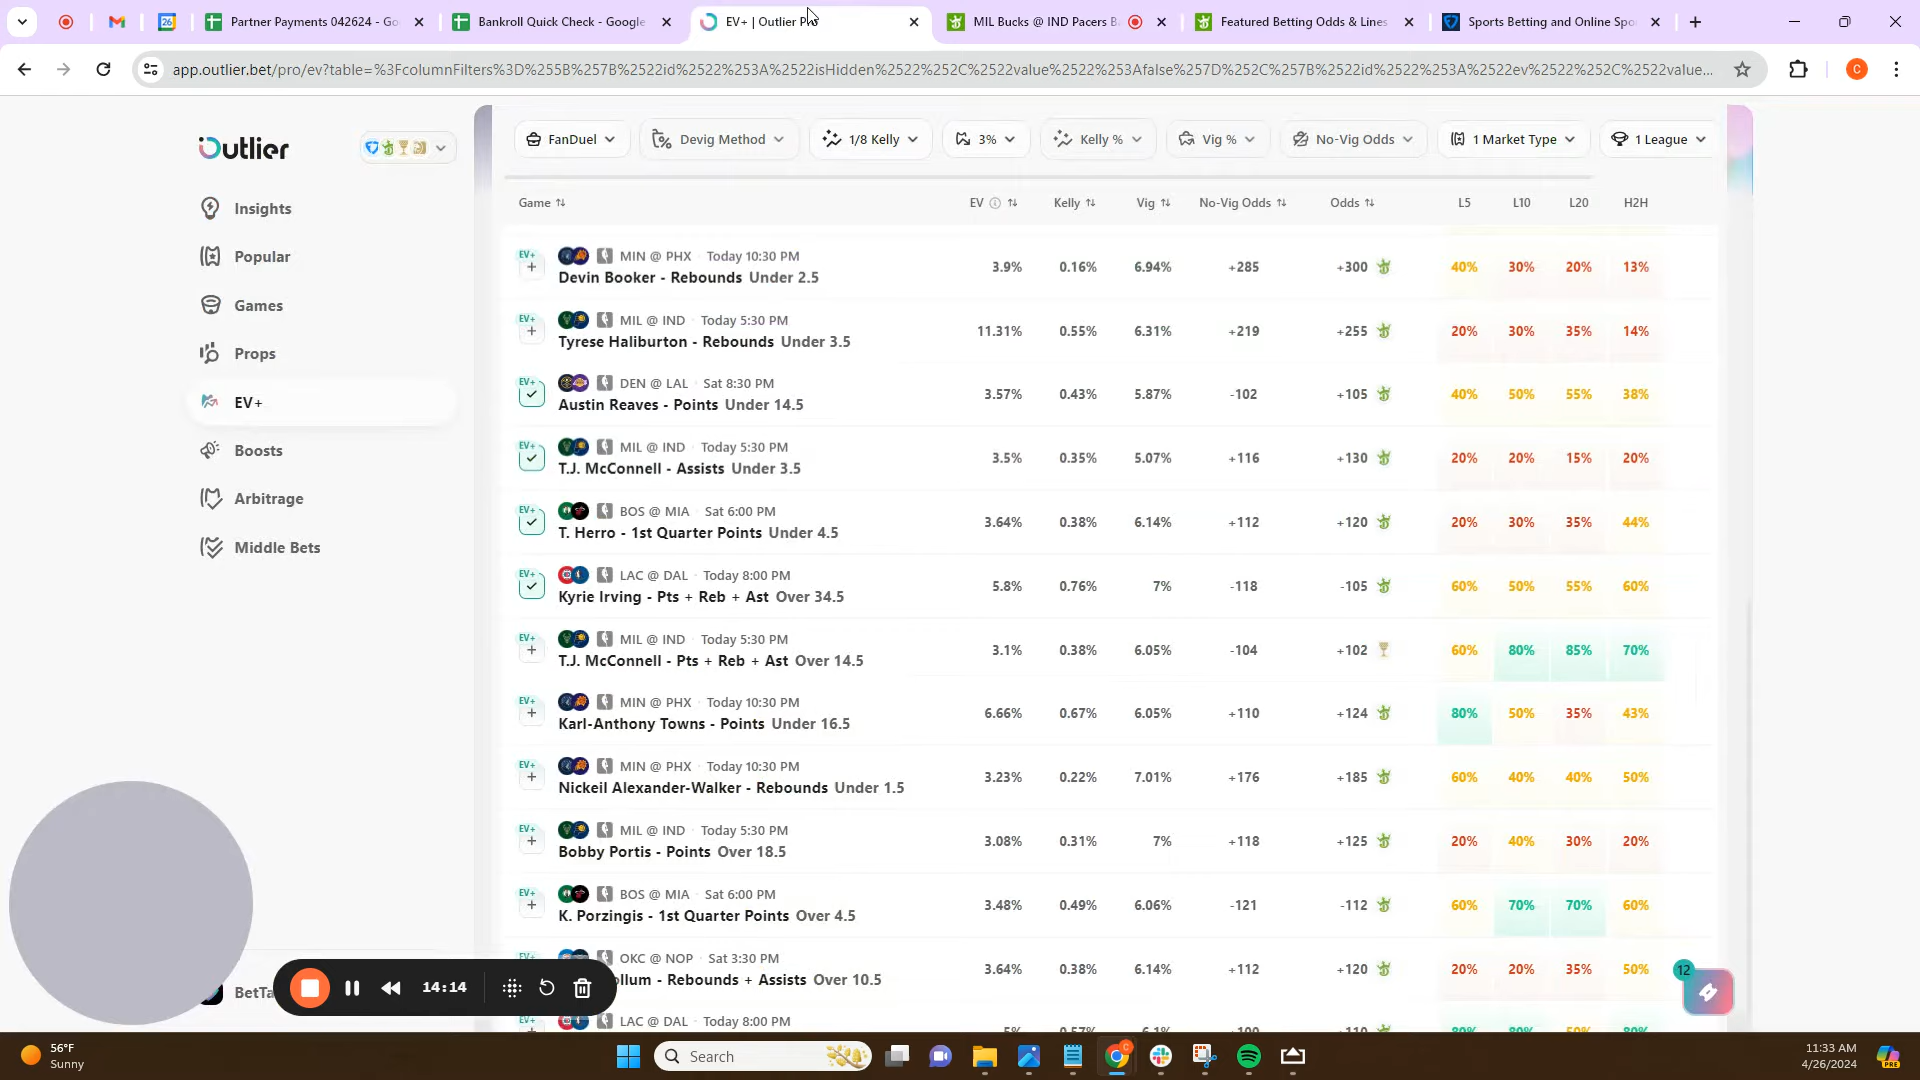 Partner Payments 042624 - Go
Bankroll Quick Check - Google
EV+ | Outlier
MIL Bucks @ IND Pacers B
Featured Betting Odds & Lines
Sports Betting and Online Spo
app.outlier.bet/pro/ev?table=%3FcolumnFilters%3D%255B%257B%2522id%2522%253A%2522isHidden%2522%252C%2522value%2522%253Afalse%257D%252C%257B%2522id%2522%253A%2522ev%2522%252C%2522value...
C
Outlier
Insights
Popular
Games
Props
EV+
Boosts
Arbitrage
Middle Bets
FanDuel
Devig Method
1/8 Kelly
3%
Kelly %
Vig %
No-Vig Odds
1 Market Type
1 League
Game EV Kelly Vig No-Vig Odds Odds L5 L10 L20 H2H
EV+ MIN @ PHX · Today 10:30 PM
Devin Booker - Rebounds Under 2.5
3.9% 0.16% 6.94% +285 +300 40% 30% 20% 13%
EV+ MIL @ IND · Today 5:30 PM
Tyrese Haliburton - Rebounds Under 3.5
11.31% 0.55% 6.31% +219 +255 20% 30% 35% 14%
EV+ DEN @ LAL · Sat 8:30 PM
Austin Reaves - Points Under 14.5
3.57% 0.43% 5.87% -102 +105 40% 50% 55% 38%
EV+ MIL @ IND · Today 5:30 PM
T.J. McConnell - Assists Under 3.5
3.5% 0.35% 5.07% +116 +130 20% 20% 15% 20%
EV+ BOS @ MIA · Sat 6:00 PM
T. Herro - 1st Quarter Points Under 4.5
3.64% 0.38% 6.14% +112 +120 20% 30% 35% 44%
EV+ LAC @ DAL · Today 8:00 PM
Kyrie Irving - Pts + Reb + Ast Over 34.5
5.8% 0.76% 7% -118 -105 60% 50% 55% 60%
EV+ MIL @ IND · Today 5:30 PM
T.J. McConnell - Pts + Reb + Ast Over 14.5
3.1% 0.38% 6.05% -104 +102 60% 80% 85% 70%
EV+ MIN @ PHX · Today 10:30 PM
Karl-Anthony Towns - Points Under 16.5
6.66% 0.67% 6.05% +110 +124 80% 50% 35% 43%
EV+ MIN @ PHX · Today 10:30 PM
Nickeil Alexander-Walker - Rebounds Under 1.5
3.23% 0.22% 7.01% +176 +185 60% 40% 40% 50%
EV+ MIL @ IND · Today 5:30 PM
Bobby Portis - Points Over 18.5
3.08% 0.31% 7% +118 +125 20% 40% 30% 20%
EV+ BOS @ MIA · Sat 6:00 PM
K. Porzingis - 1st Quarter Points Over 4.5
3.48% 0.49% 6.06% -121 -112 60% 70% 70% 60%
EV+ OKC @ NOP · Sat 3:30 PM
ollum - Rebounds + Assists Over 10.5
3.64% 0.38% 6.14% +112 +120 20% 20% 35% 50%
EV+ LAC @ DAL · Today 8:00 PM
BetTa
14:14
12
56°F
Sunny
Search
C
11:33 AM
4/26/2024
PRE